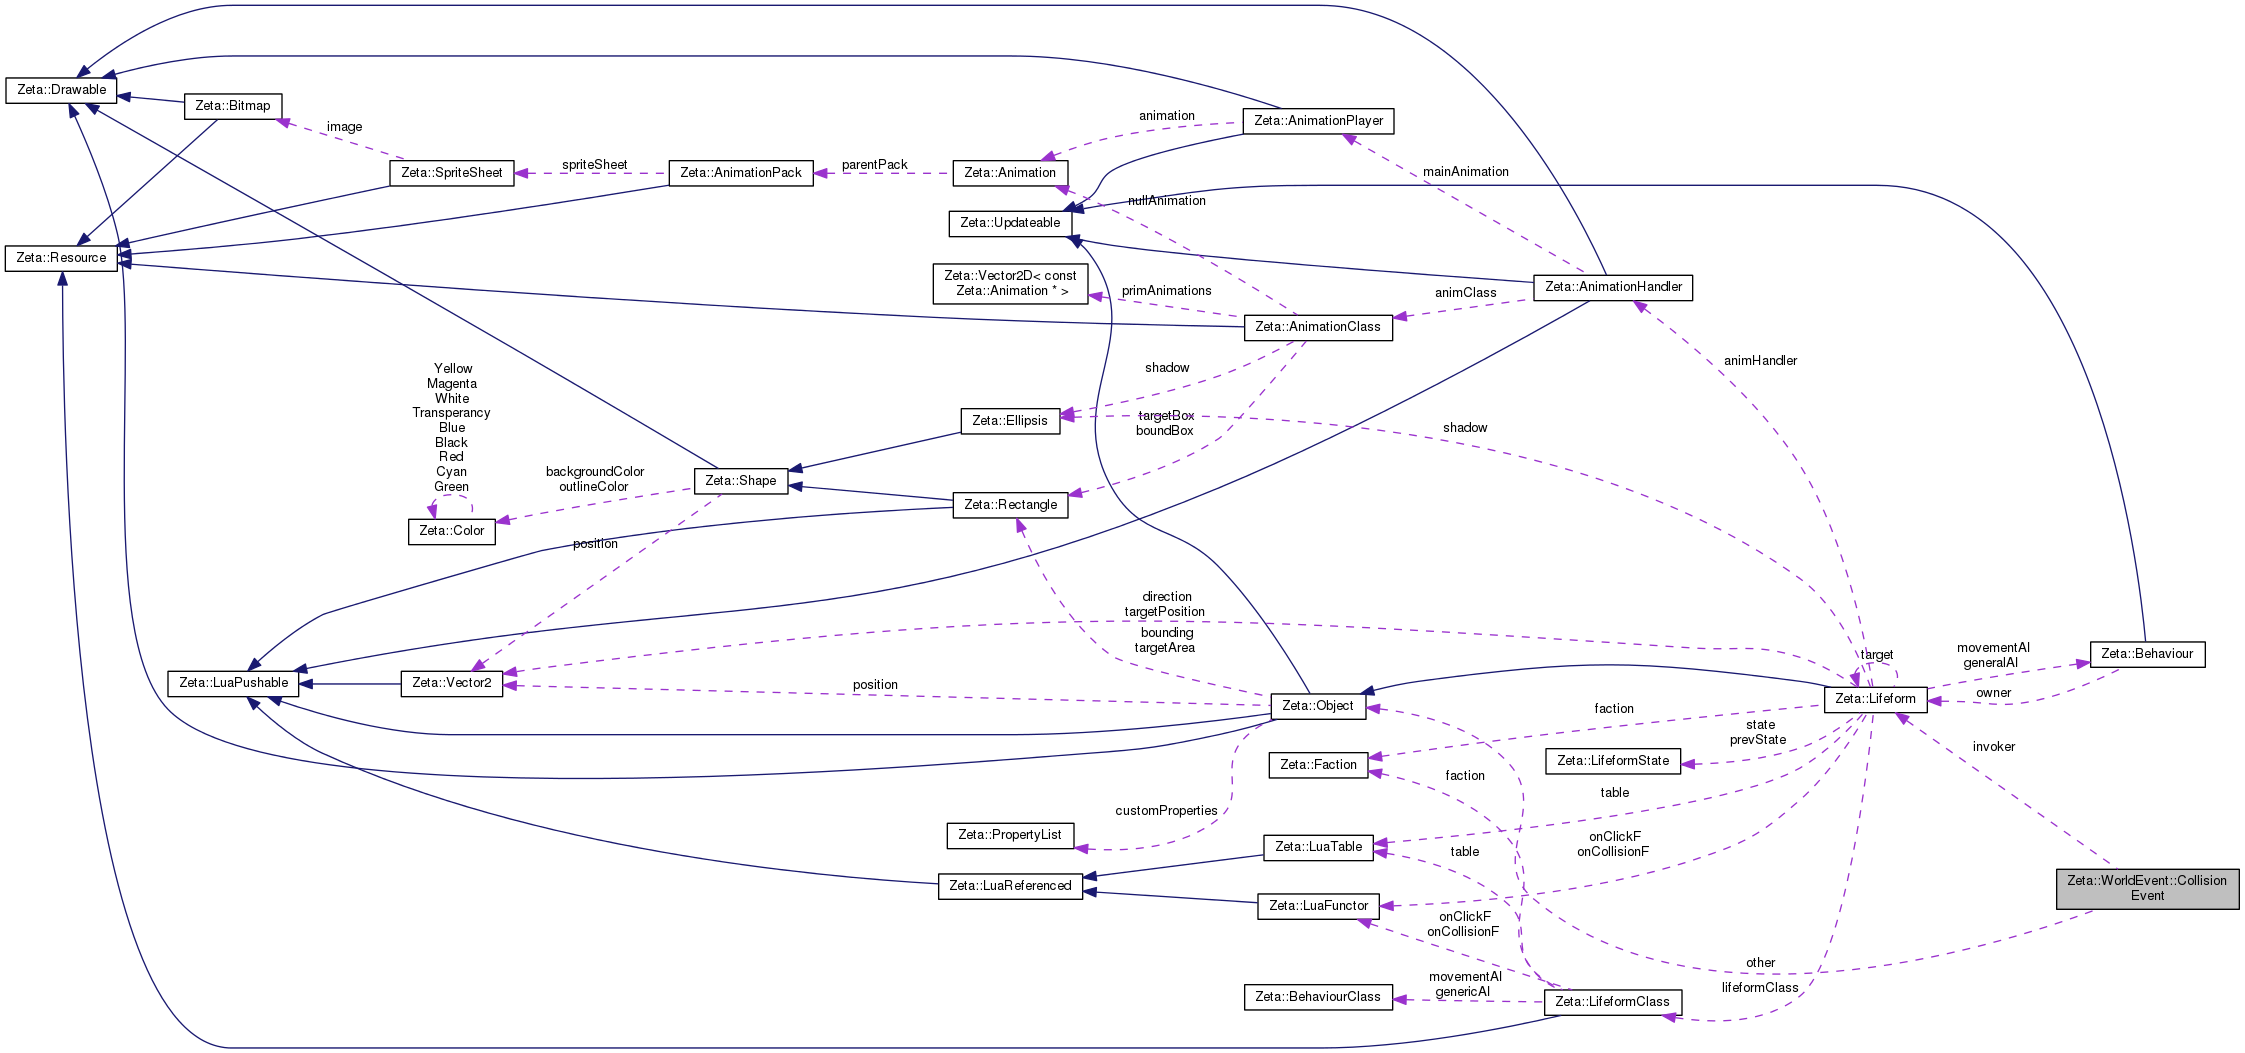 Zeta::Drawable
Zeta::Bitmap
image
Zeta::SpriteSheet
spriteSheet
Zeta::AnimationPack
parentPack
Zeta::Animation
animation
Zeta::AnimationPlayer
mainAnimation
nullAnimation
Zeta::Updateable
Zeta::Resource
Zeta::Vector2D< const
Zeta::Animation * >
primAnimations
Zeta::AnimationClass
animClass
Zeta::AnimationHandler
animHandler
shadow
Yellow
Magenta
White
Transperancy
Blue
Black
Red
Cyan
Green
Zeta::Color
backgroundColor
outlineColor
Zeta::Shape
Zeta::Ellipsis
targetBox
boundBox
shadow
Zeta::Rectangle
position
direction
targetPosition
bounding
targetArea
Zeta::LuaPushable
Zeta::Vector2
position
Zeta::Object
target
Zeta::Lifeform
movementAI
generalAI
owner
Zeta::Behaviour
faction
state
prevState
invoker
Zeta::Faction
Zeta::LifeformState
faction
table
customProperties
Zeta::PropertyList
Zeta::LuaTable
table
onClickF
onCollisionF
Zeta::LuaReferenced
Zeta::LuaFunctor
Zeta::WorldEvent::Collision
Event
onClickF
onCollisionF
other
movementAI
genericAI
Zeta::BehaviourClass
Zeta::LifeformClass
lifeformClass